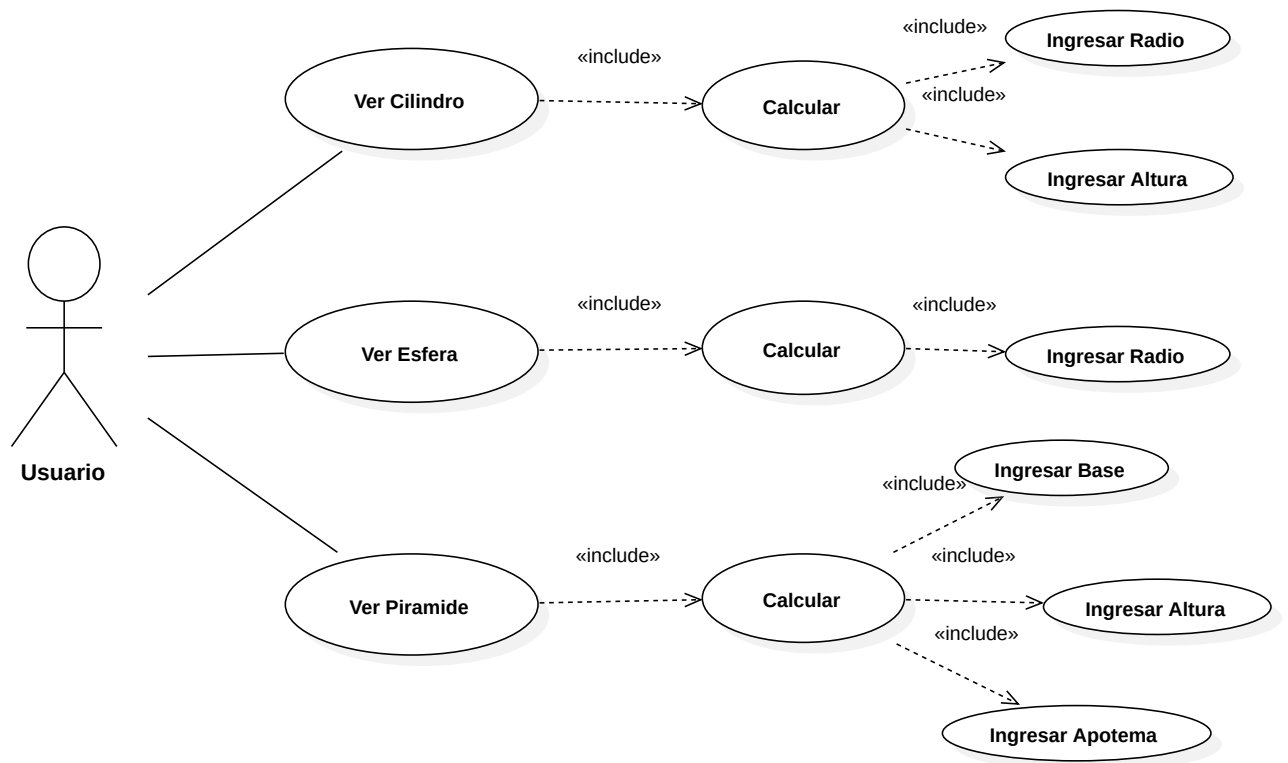 «include»
Ingresar Radio
«include»
Ver Cilindro
Calcular
«include»
Ingresar Altura
Usuario
«include»
«include»
Ver Esfera
Calcular
Ingresar Radio
Ingresar Base
«include»
«include»
«include»
Ver Piramide
Calcular
Ingresar Altura
«include»
Ingresar Apotema